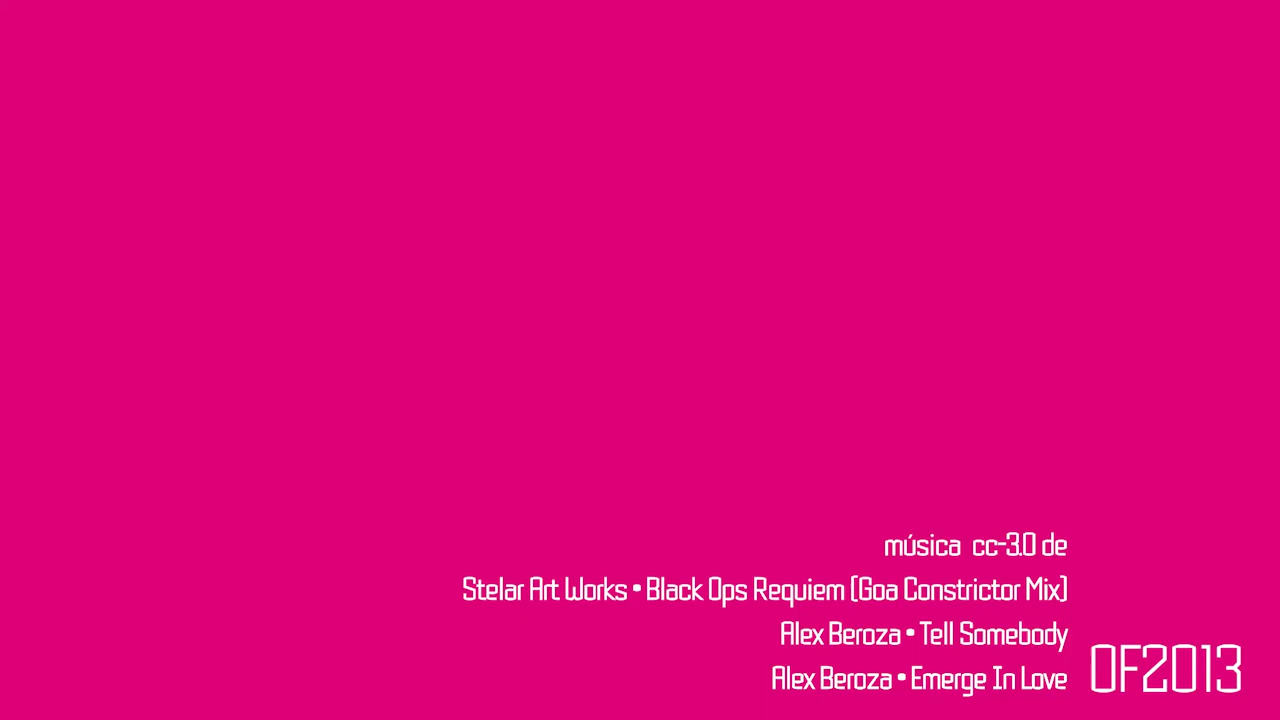 música cc-3.0 de
Stelar Art Works • Black Ops Requiem (Goa Constrictor Mix)
Alex Beroza • Tell Somebody
Alex Beroza • Emerge In Love
OF2013